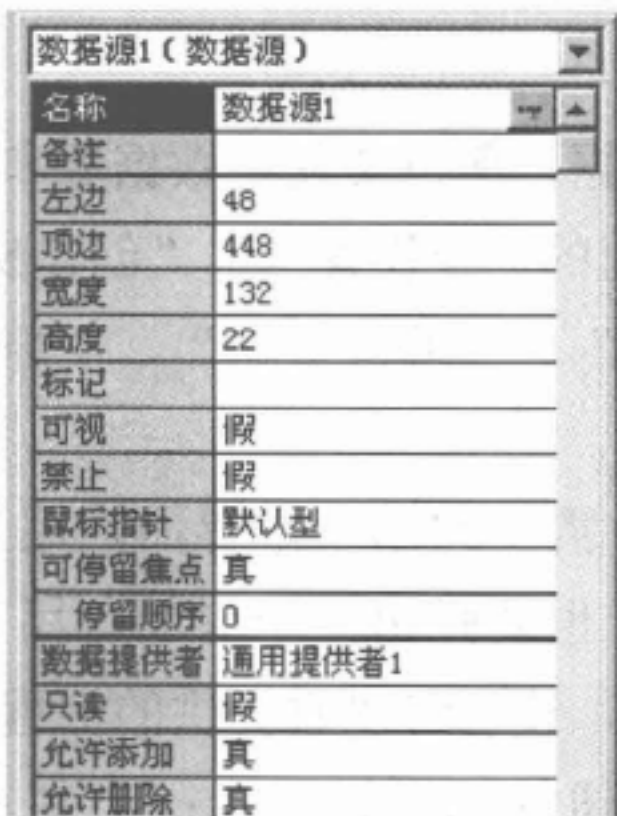 数据源1(数据源)
名称 数据源1
备注
左边 48
顶边 448
宽度 132
高度 22
标记
可视 假
禁止 假
鼠标指针 默认型
可停留焦点 真
停留顺序 0
数据提供者 通用提供者1
只读 假
允许添加 真
允许删除 真